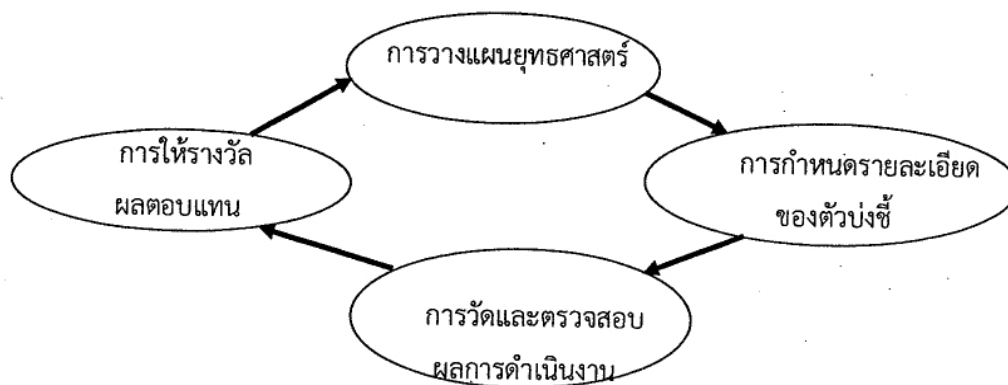 การวางแผนยุทธศาสตร์
การให้รางวัล
ผลตอบแทน
การกำหนดรายละเอียด
ของตัวบ่งชี้
การวัดและตรวจสอบ
ผลการดำเนินงาน